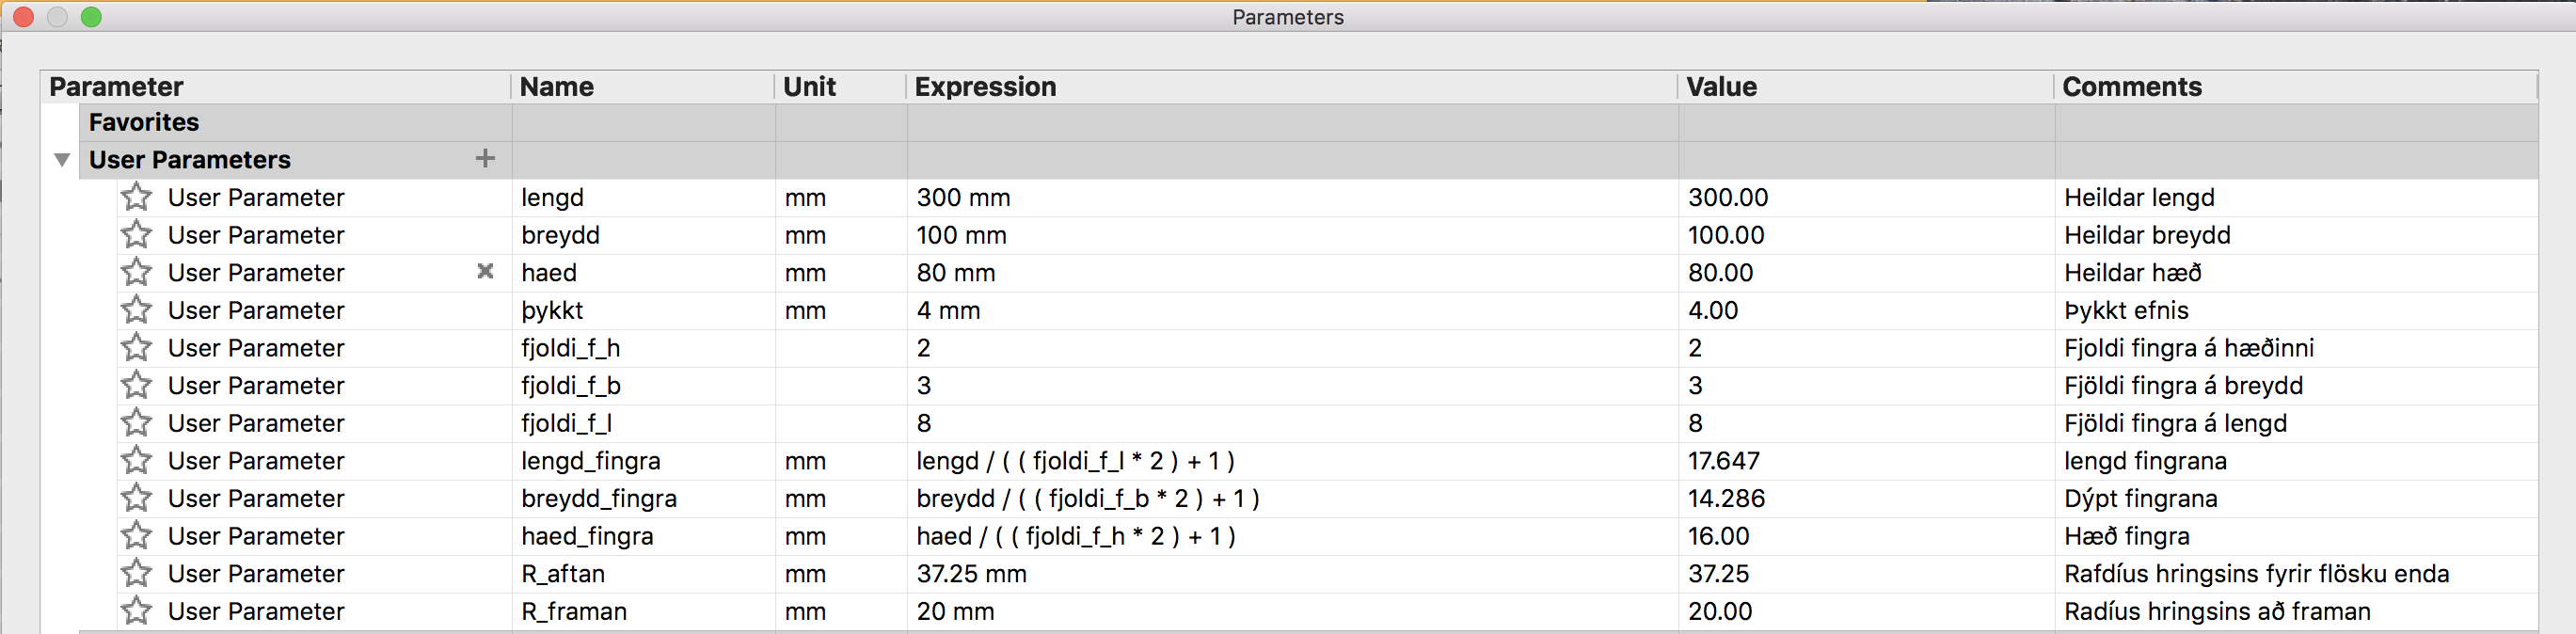 Parameters
Parameter Name Unit Expression Value Comments
Favorites
User Parameters +
User Parameter lengd mm 300 mm 300.00 Heildar lengd
User Parameter breydd mm 100 mm 100.00 Heildar breydd
User Parameter haed mm 80 mm 80.00 Heildar hæð
User Parameter þykkt mm 4 mm 4.00 Þykkt efnis
User Parameter fjoldi_f_h 2 2 Fjoldi fingra á hæðinni
User Parameter fjoldi_f_b 3 3 Fjöldi fingra á breydd
User Parameter fjoldi_f_l 8 8 Fjöldi fingra á lengd
User Parameter lengd_fingra mm lengd / ( ( fjoldi_f_l * 2 ) + 1 ) 17.647 lengd fingrana
User Parameter breydd_fingra mm breydd / ( ( fjoldi_f_b * 2 ) + 1 ) 14.286 Dýpt fingrana
User Parameter haed_fingra mm haed / ( ( fjoldi_f_h * 2 ) + 1 ) 16.00 Hæð fingra
User Parameter R_aftan mm 37.25 mm 37.25 Rafdíus hringsins fyrir flösku enda
User Parameter R_framan mm 20 mm 20.00 Radíus hringsins að framan